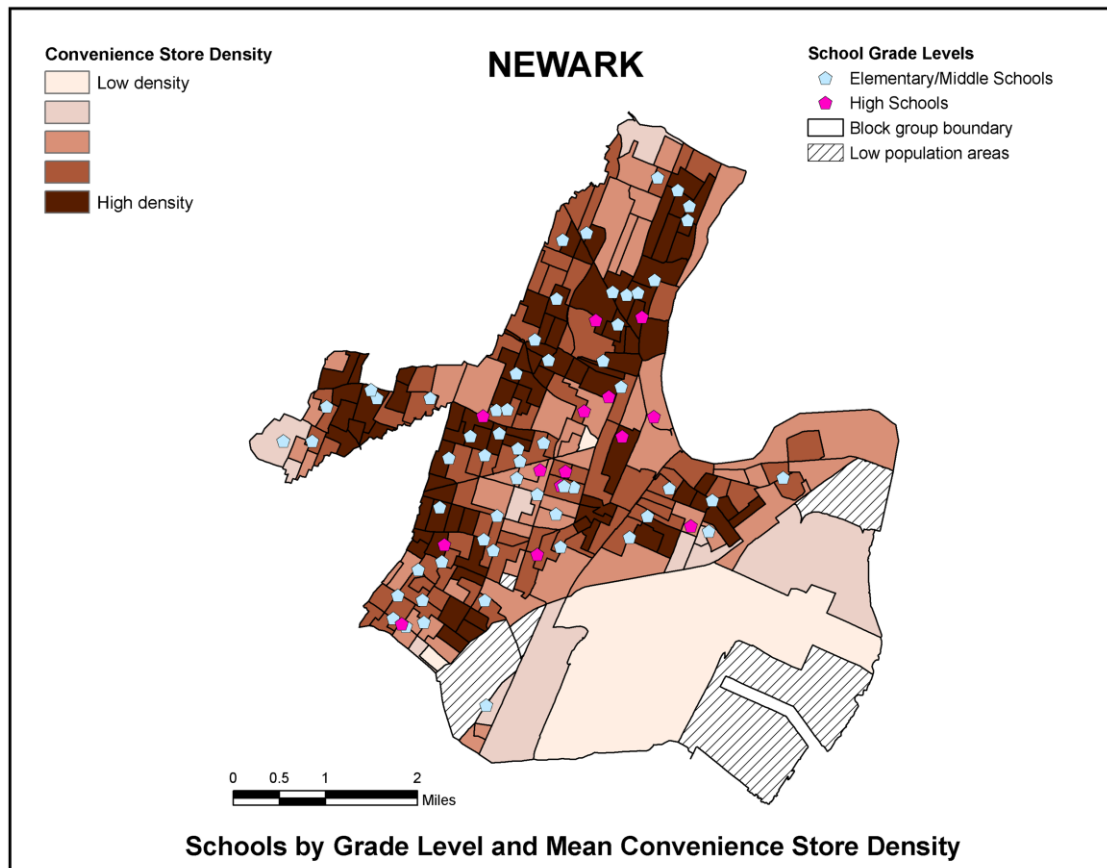 Convenience Store Density
Low density
High density
NEWARK
School Grade Levels
Elementary/Middle Schools
High Schools
Block group boundary
Low population areas
0 0.5 1 2
Miles
Schools by Grade Level and Mean Convenience Store Density